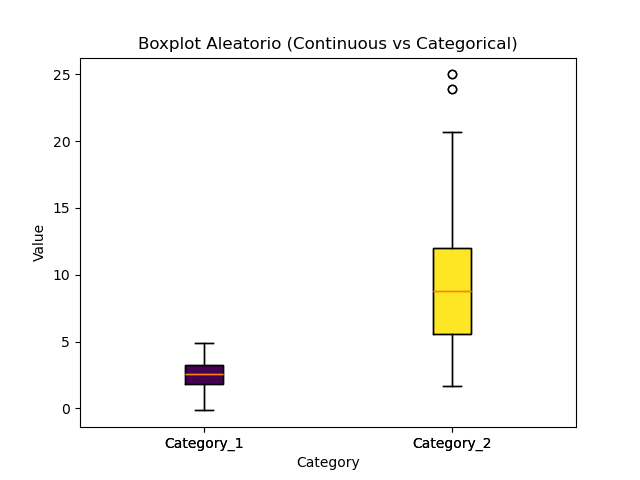 Boxplot Aleatorio (Continuous vs Categorical)
25
20
15
10
5
0
Value
Category_1
Category_2
Category